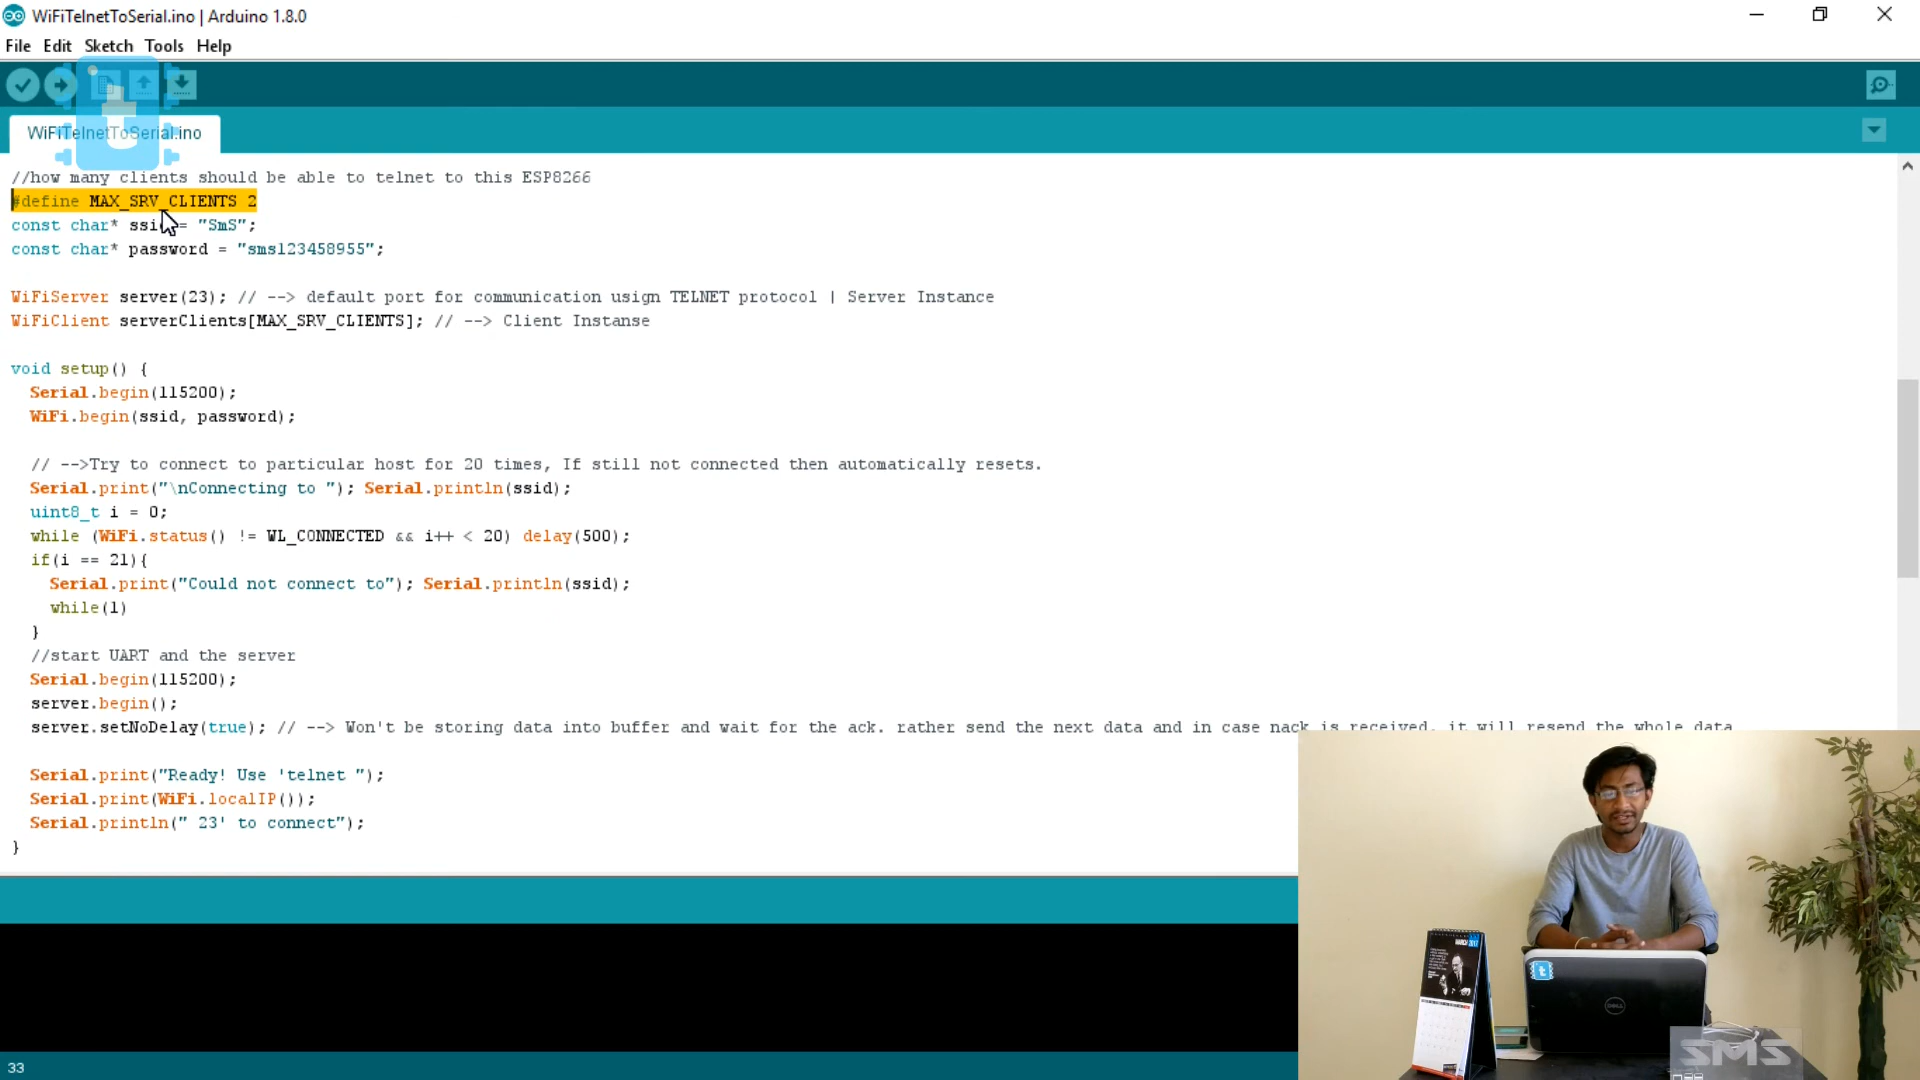 WiFiTelnetToSerial.ino | Arduino 1.8.0
File Edit Sketch Tools Help
WiFiTelnetToSerial.ino
//how many clients should be able to telnet to this ESP8266
#define MAX_SRV_CLIENTS 2
const char* ssid = "SmS";
const char* password = "sms123458955";
WiFiServer server(23); // --> default port for communication usign TELNET protocol | Server Instance
WiFiClient serverClients[MAX_SRV_CLIENTS]; // --> Client Instanse
void setup() {
Serial.begin(115200);
WiFi.begin(ssid, password);
// -->Try to connect to particular host for 20 times, If still not connected then automatically resets.
Serial.print("\nConnecting to "); Serial.println(ssid);
uint8_t i = 0;
while (WiFi.status() != WL_CONNECTED && i++ < 20) delay(500);
if(i == 21){
Serial.print("Could not connect to"); Serial.println(ssid);
while(1)
}
//start UART and the server
Serial.begin(115200);
server.begin();
server.setNoDelay(true); // --> Won't be storing data into buffer and wait for the ack. rather send the next data and in case nack is received, it will resend the whole data
Serial.print("Ready! Use 'telnet ");
Serial.print(WiFi.localIP());
Serial.println(" 23' to connect");
}
MARCH 2017
t
DELL
SMS
33